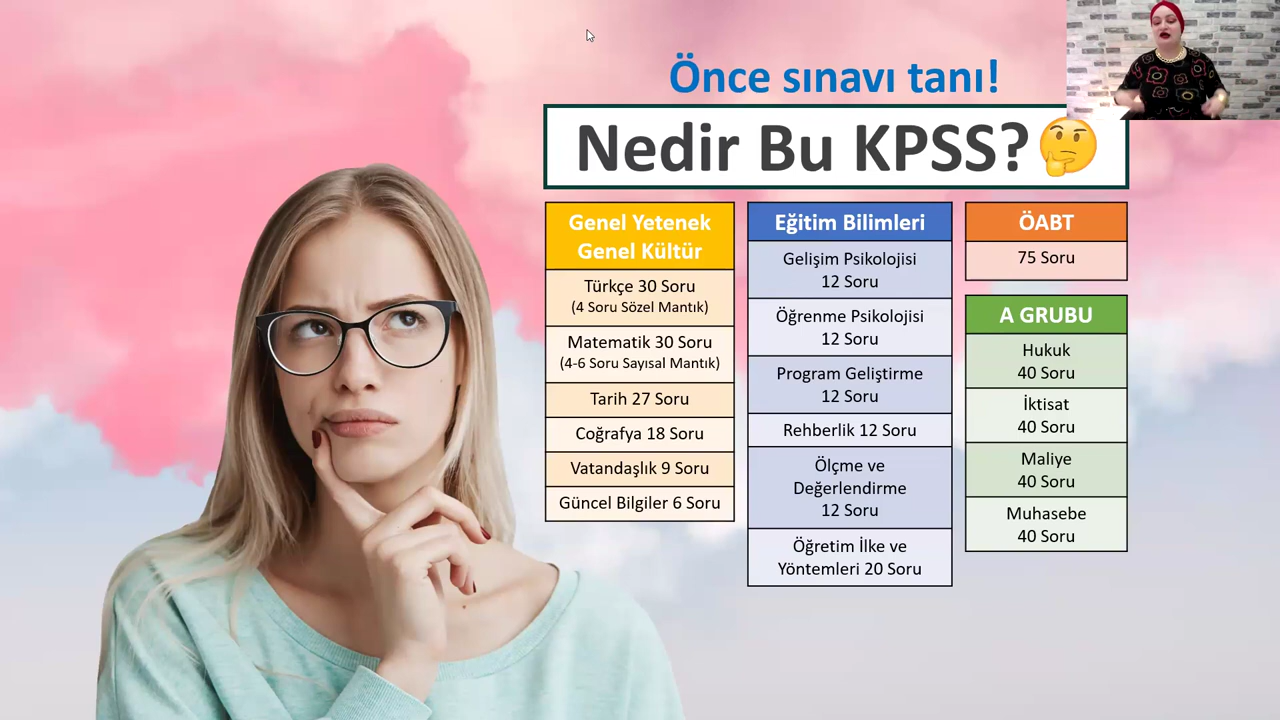 Önce sınavı tanı!
Nedir Bu KPSS?
Genel Yetenek
Genel Kültür
Türkçe 30 Soru
(4 Soru Sözel Mantık)
Matematik 30 Soru
(4-6 Soru Sayısal Mantık)
Tarih 27 Soru
Coğrafya 18 Soru
Vatandaşlık 9 Soru
Güncel Bilgiler 6 Soru
Eğitim Bilimleri
Gelişim Psikolojisi
12 Soru
Öğrenme Psikolojisi
12 Soru
Program Geliştirme
12 Soru
Rehberlik 12 Soru
Ölçme ve
Değerlendirme
12 Soru
Öğretim İlke ve
Yöntemleri 20 Soru
ÖABT
75 Soru
A GRUBU
Hukuk
40 Soru
İktisat
40 Soru
Maliye
40 Soru
Muhasebe
40 Soru